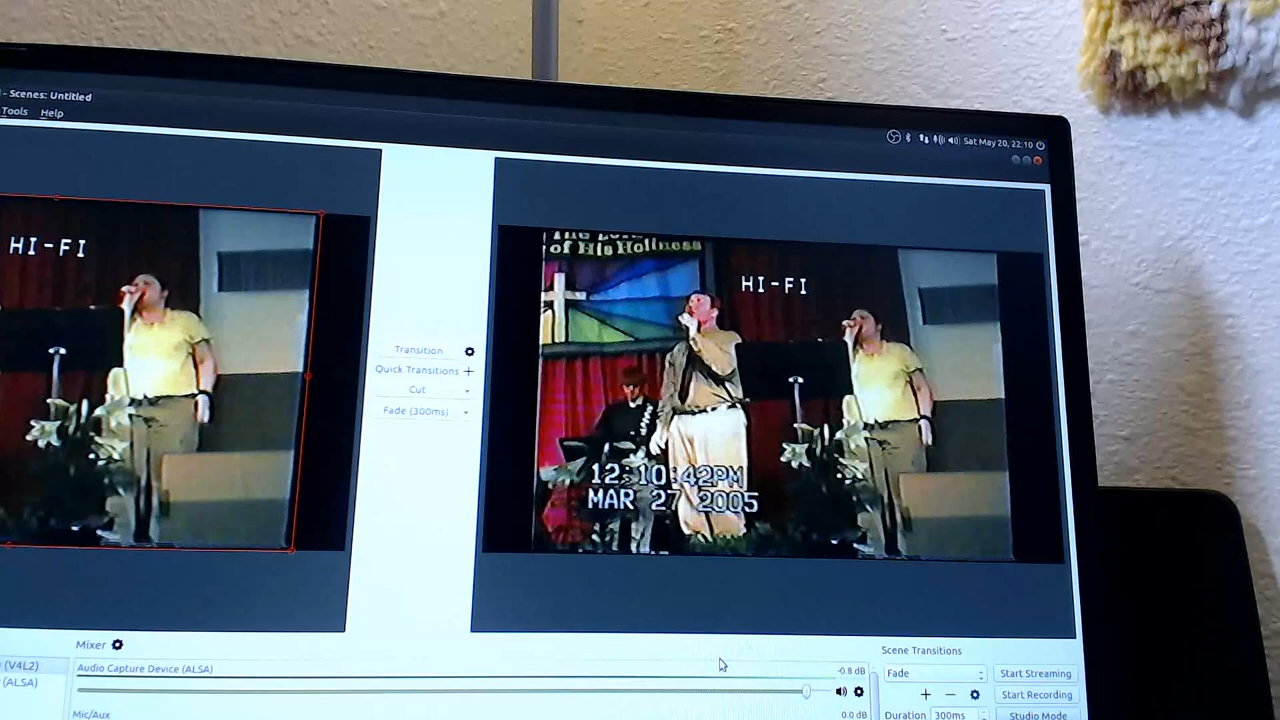 - Scenes: Untitled
Tools Help
Sat May 20, 22:10
HI-FI
Transition
Quick Transitions
Cut
Fade (300ms)
of His Holiness
HI-FI
12:10:42PM
MAR 27 2005
Mixer
(V4L2)
(ALSA)
Audio Capture Device (ALSA)
-0.8 dB
Mic/Aux
0.0 dB
Scene Transitions
Fade
Start Streaming
Start Recording
Duration 300ms
Studio Mode